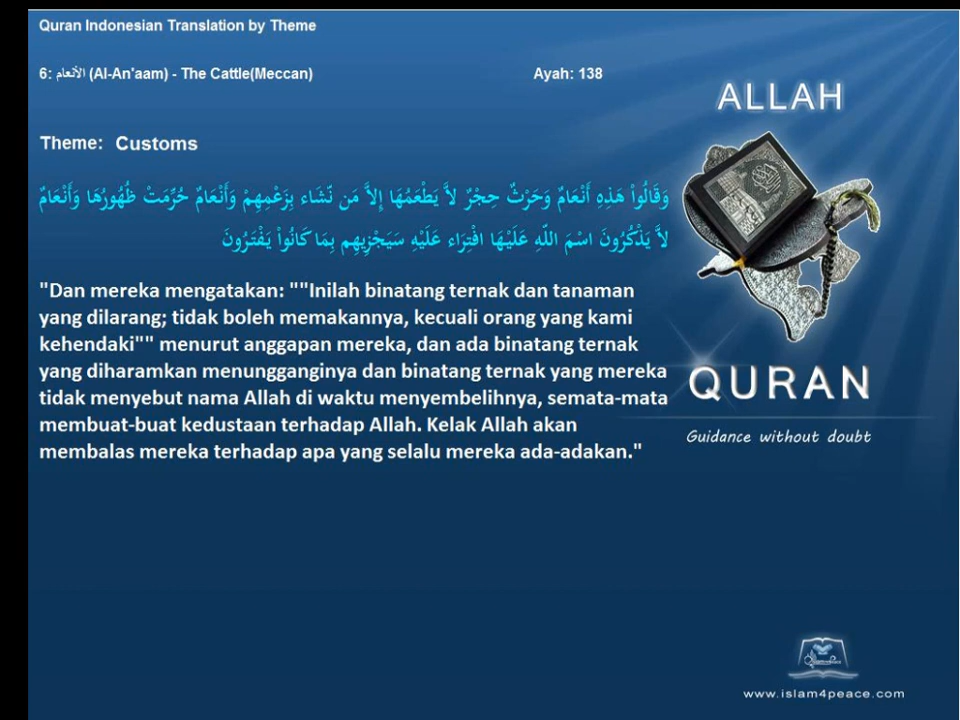 Quran Indonesian Translation by Theme
6: الأنعام (Al-An'aam) - The Cattle(Meccan)
Ayah: 138
Theme: Customs
وَقَالُواْ هَذِهِ أَنْعَامٌ وَحَرْثٌ حِجْرٌ لاَّ يَطْعَمُهَا إِلاَّ مَن نّشَاء بِزَعْمِهِمْ وَأَنْعَامٌ حُرِّمَتْ ظُهُورُهَا وَأَنْعَامٌ
لاَّ يَذْكُرُونَ اسْمَ اللّهِ عَلَيْهَا افْتِرَاء عَلَيْهِ سَيَجْزِيهِم بِمَا كَانُواْ يَفْتَرُونَ
"Dan mereka mengatakan: ""Inilah binatang ternak dan tanaman
yang dilarang; tidak boleh memakannya, kecuali orang yang kami
kehendaki"" menurut anggapan mereka, dan ada binatang ternak
yang diharamkan menungganginya dan binatang ternak yang mereka
tidak menyebut nama Allah di waktu menyembelihnya, semata-mata
membuat-buat kedustaan terhadap Allah. Kelak Allah akan
membalas mereka terhadap apa yang selalu mereka ada-adakan."
ALLAH
QURAN
Guidance without doubt
www.islam4peace.com